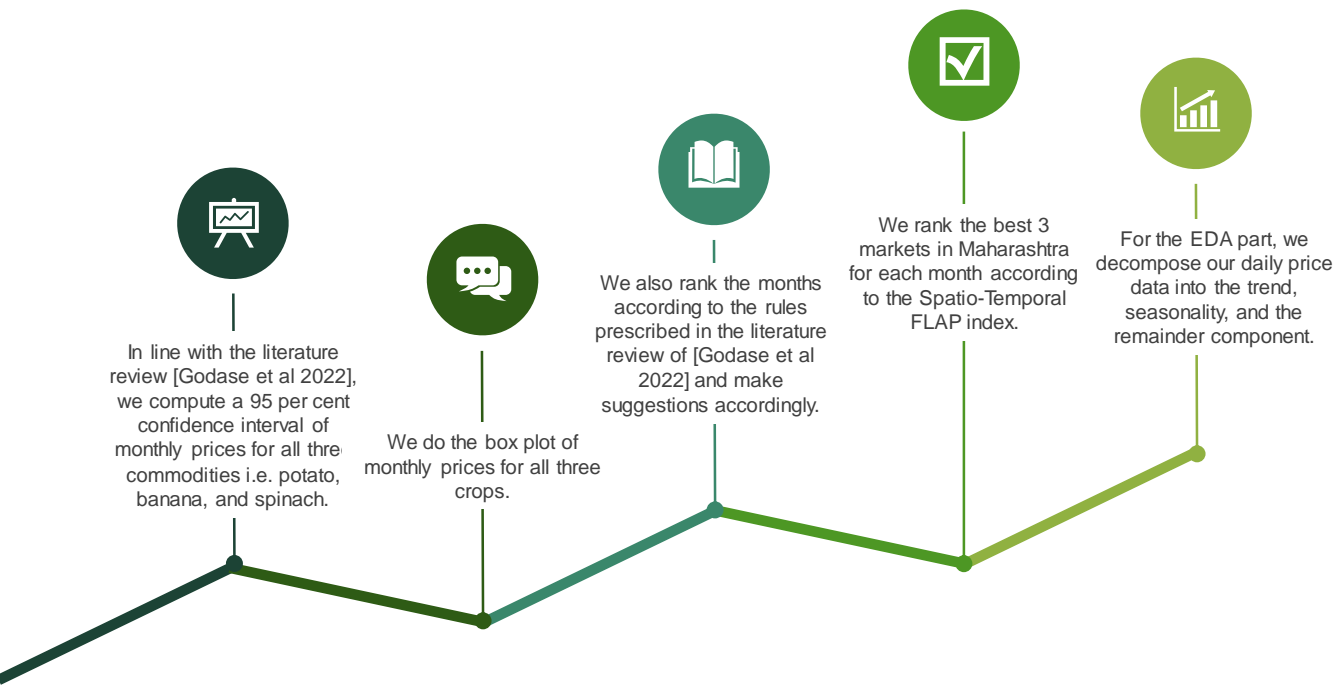 In line with the literature
review [Godase et al 2022],
we compute a 95 per cent
confidence interval of
monthly prices for all three
commodities i.e. potato,
banana, and spinach.
We do the box plot of
monthly prices for all three
crops.
We also rank the months
according to the rules
prescribed in the literature
review of [Godase et al
2022] and make
suggestions accordingly.
We rank the best 3
markets in Maharashtra
for each month according
to the Spatio-Temporal
FLAP index.
For the EDA part, we
decompose our daily price
data into the trend,
seasonality, and the
remainder component.